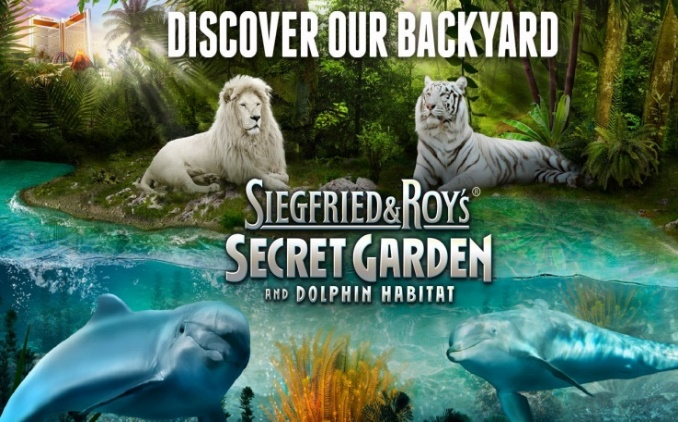 DISCOVER OUR BACKYARD
SIEGFRIED & ROY'S®
SECRET GARDEN
AND DOLPHIN HABITAT